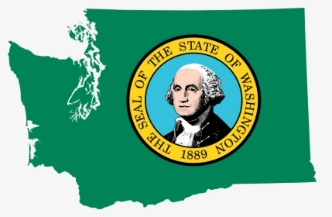 THE SEAL OF THE STATE OF WASHINGTON
1889